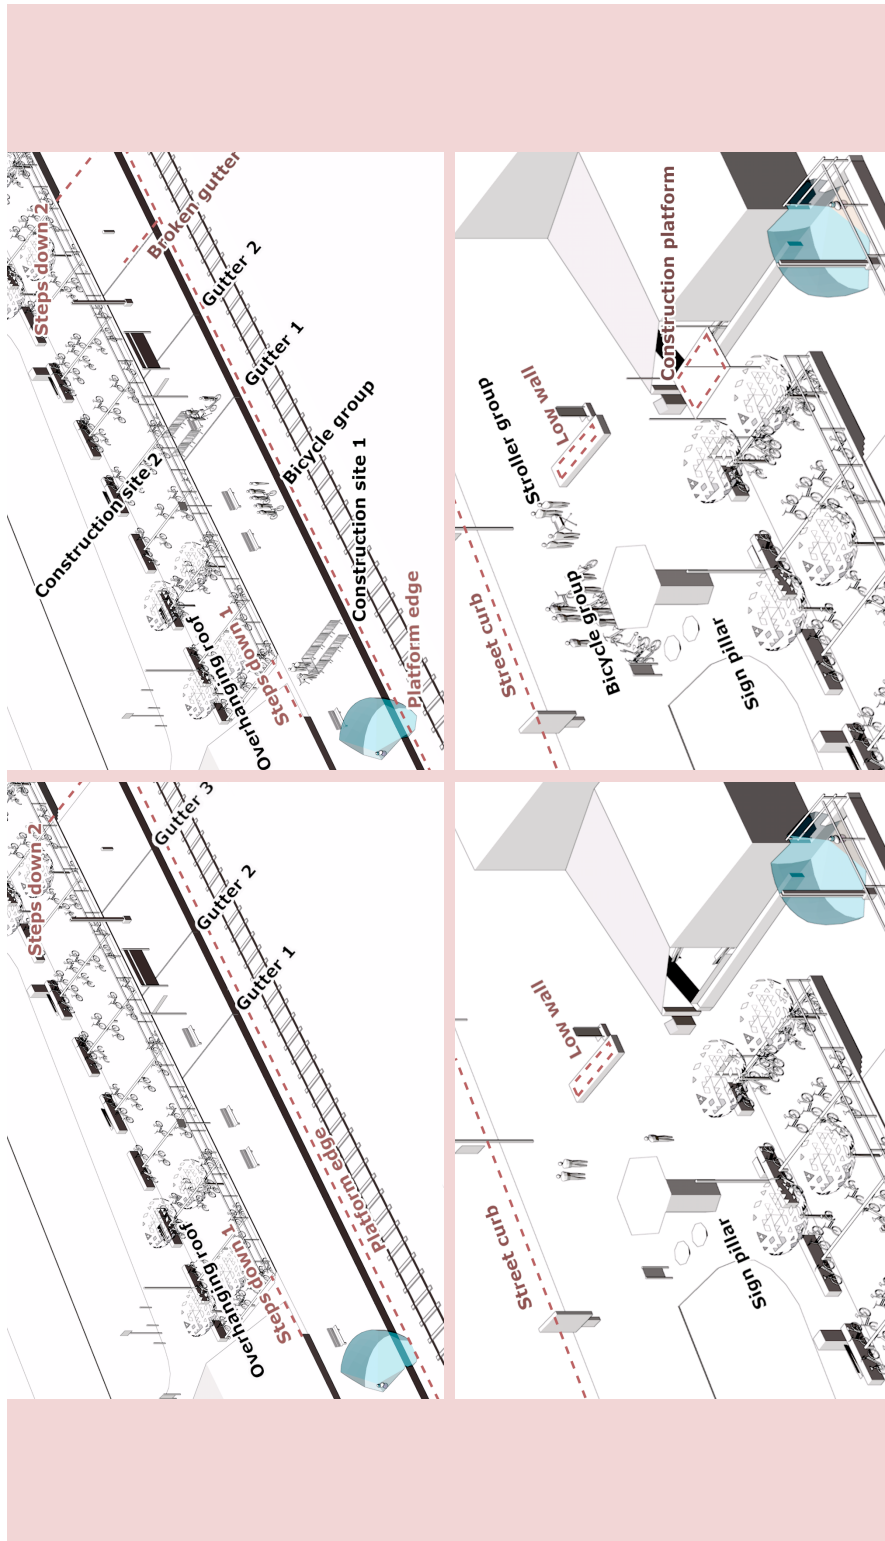 Steps down 2
Broken gutter
Gutter 2
Gutter 1
Bicycle group
Construction site 2
Construction site 1
Overhanging roof
Steps down 1
Platform edge
Construction platform
Low wall
Stroller group
Street curb
Bicycle group
Sign pillar
Steps down 2
Gutter 3
Gutter 2
Gutter 1
Platform edge
Overhanging roof
Steps down 1
Low wall
Street curb
Sign pillar